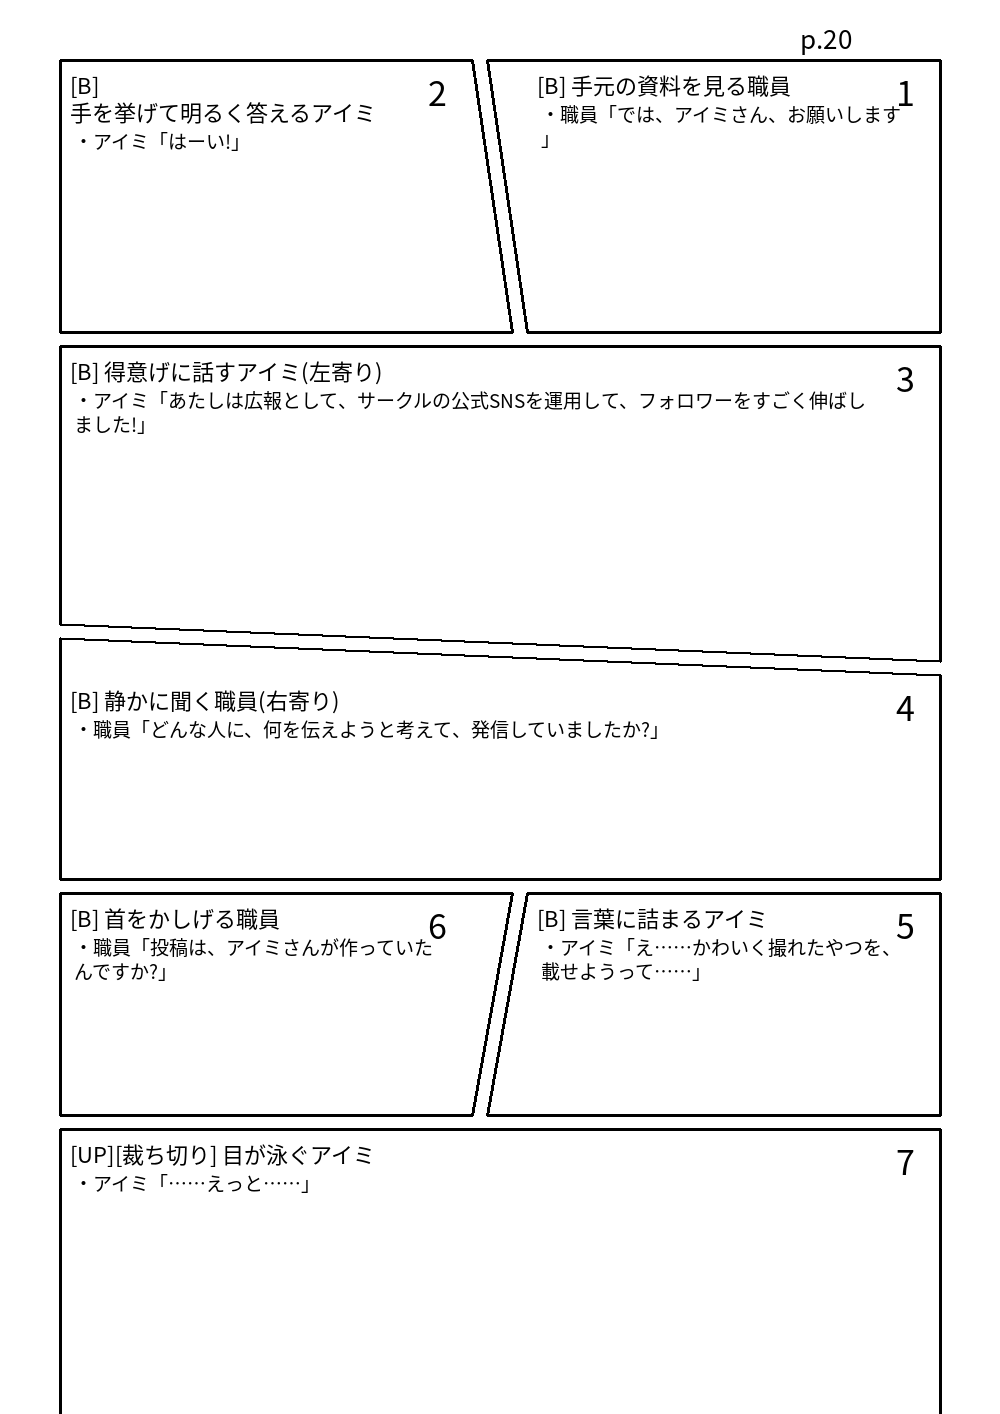 p.20
1
[B] 手元の資料を見る職員
・職員「では、アイミさん、お願いします
」
2
[B]
手を挙げて明るく答えるアイミ
・アイミ「はーい!」
3
[B] 得意げに話すアイミ(左寄り)
・アイミ「あたしは広報として、サークルの公式SNSを運用して、フォロワーをすごく伸ばし
ました!」
4
[B] 静かに聞く職員(右寄り)
・職員「どんな人に、何を伝えようと考えて、発信していましたか?」
5
[B] 言葉に詰まるアイミ
・アイミ「え……かわいく撮れたやつを、
載せようって……」
6
[B] 首をかしげる職員
・職員「投稿は、アイミさんが作っていた
んですか?」
7
[UP][裁ち切り] 目が泳ぐアイミ
・アイミ「……えっと……」